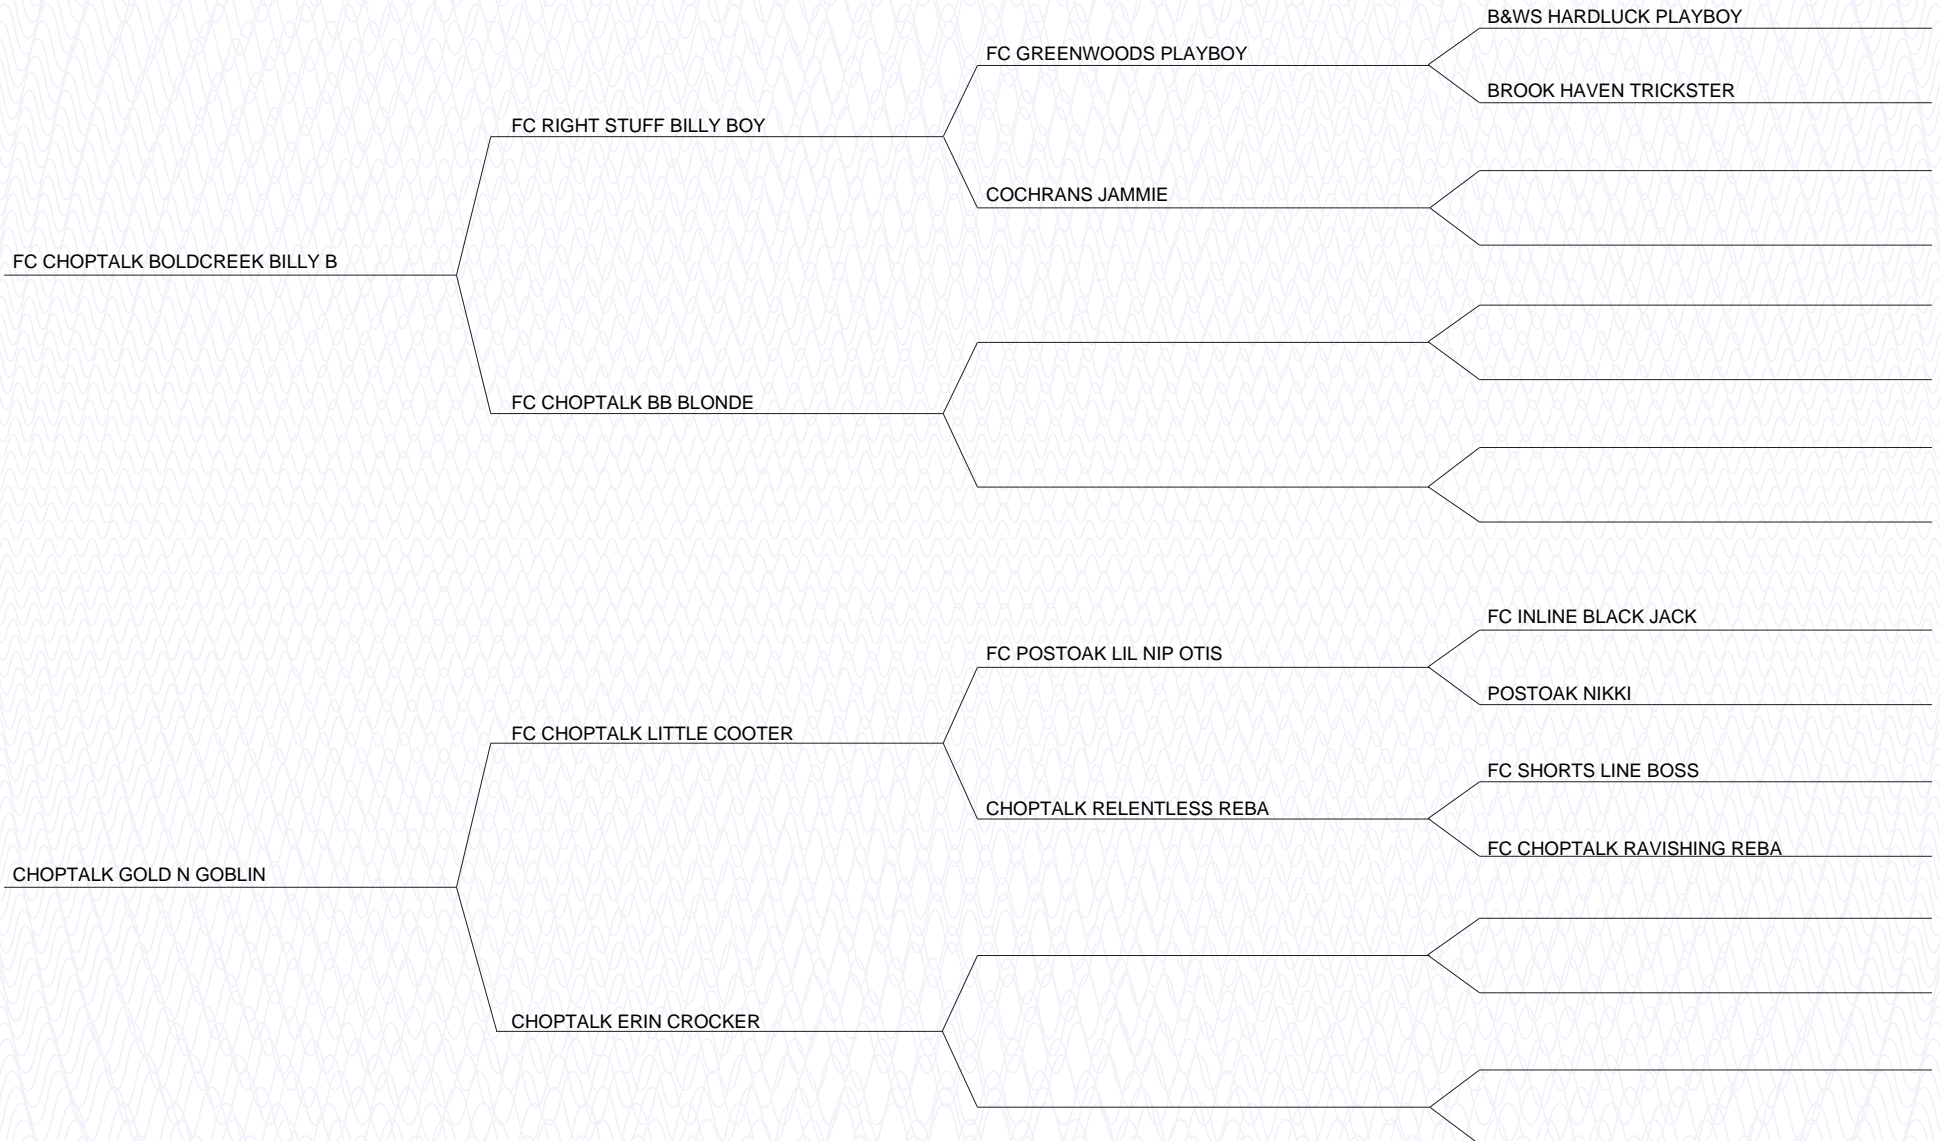 B&WS HARDLUCK PLAYBOY
FC GREENWOODS PLAYBOY
BROOK HAVEN TRICKSTER
FC RIGHT STUFF BILLY BOY
COCHRANS JAMMIE
FC CHOPTALK BOLDCREEK BILLY B
FC CHOPTALK BB BLONDE
FC INLINE BLACK JACK
FC POSTOAK LIL NIP OTIS
POSTOAK NIKKI
FC CHOPTALK LITTLE COOTER
FC SHORTS LINE BOSS
CHOPTALK RELENTLESS REBA
FC CHOPTALK RAVISHING REBA
CHOPTALK GOLD N GOBLIN
CHOPTALK ERIN CROCKER